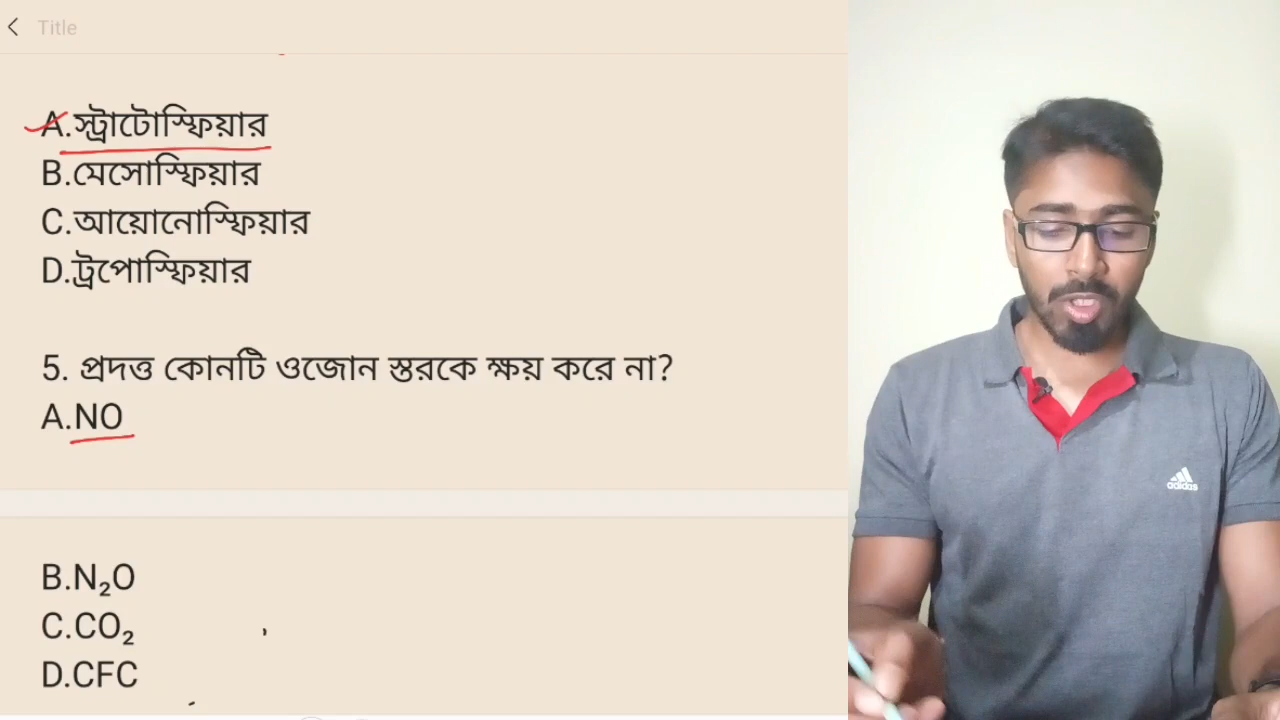 Title
A.স্ট্রাটোস্ফিয়ার
B.মেসোস্ফিয়ার
C.আয়োনোস্ফিয়ার
D.ট্রপোস্ফিয়ার
5. প্রদত্ত কোনটি ওজোন স্তরকে ক্ষয় করে না?
A.NO
B.N₂O
C.CO₂
D.CFC
adidas